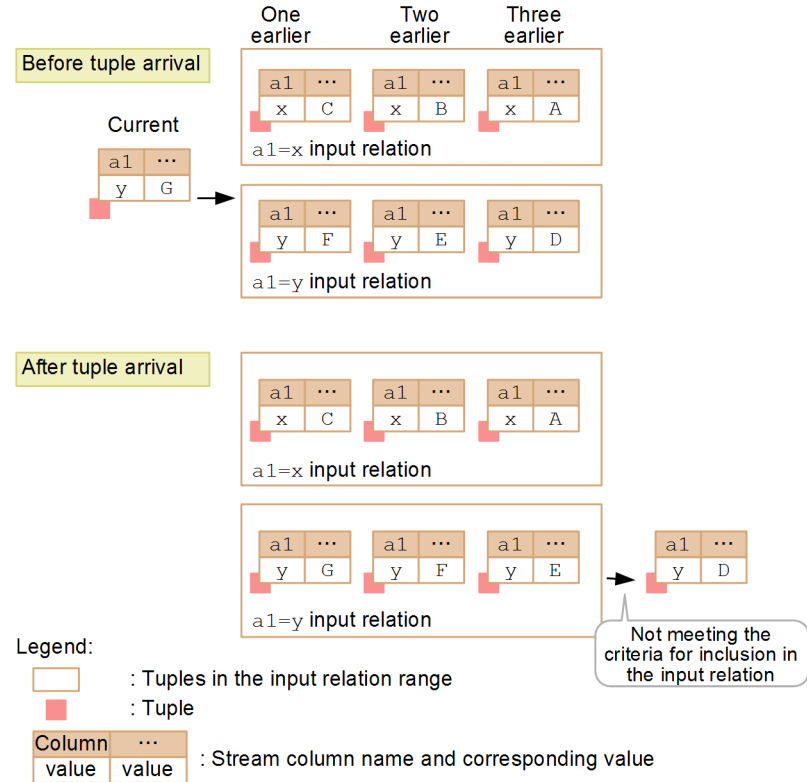 One earlier Two earlier Three earlier
Before tuple arrival
a1 ··· a1 ··· a1 ···
x C x B x A
a1=x input relation
Current
a1 ···
y G
a1 ··· a1 ··· a1 ···
y F y E y D
a1=y input relation
After tuple arrival
a1 ··· a1 ··· a1 ···
x C x B x A
a1=x input relation
a1 ··· a1 ··· a1 ··· a1 ···
y G y F y E y D
a1=y input relation
Not meeting the
criteria for inclusion in
the input relation
Legend:
: Tuples in the input relation range
: Tuple
Column ···
value value
: Stream column name and corresponding value